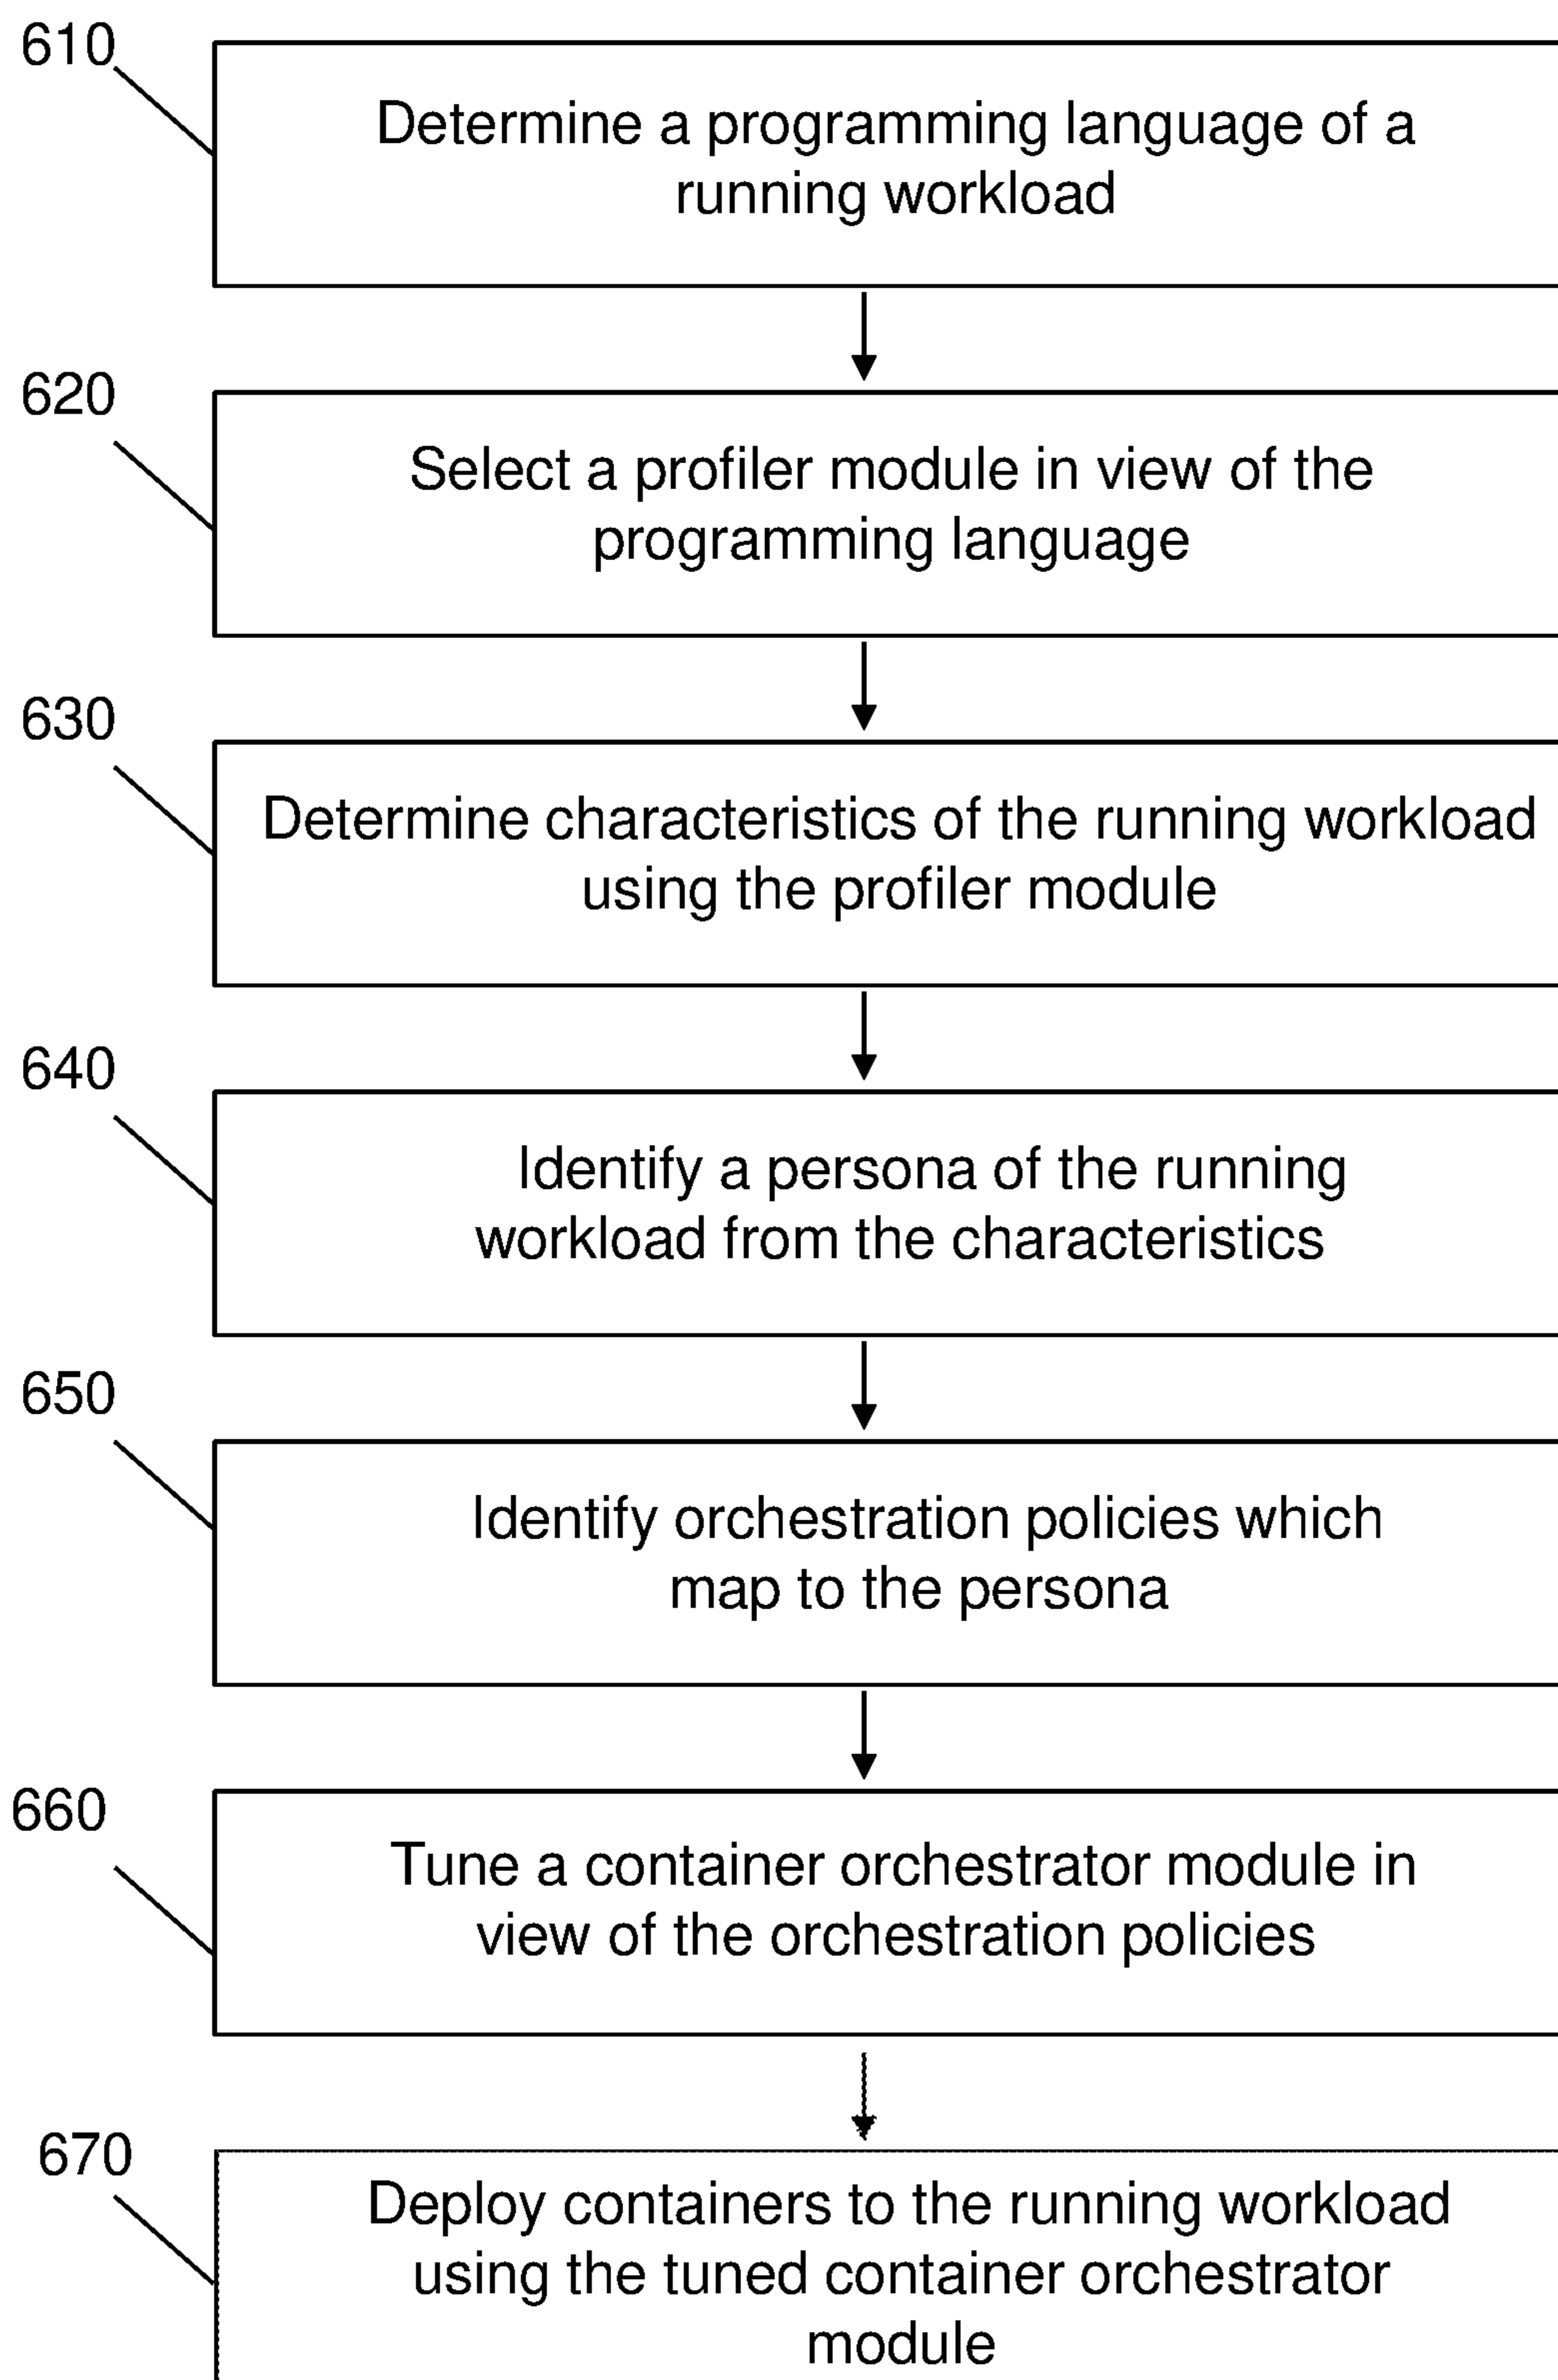 610
Determine a programming language of a
running workload
620
Select a profiler module in view of the
programming language
630
Determine characteristics of the running workload
using the profiler module
640
Identify a persona of the running
workload from the characteristics
650
Identify orchestration policies which
map to the persona
660
Tune a container orchestrator module in
view of the orchestration policies
670
Deploy containers to the running workload
using the tuned container orchestrator
module